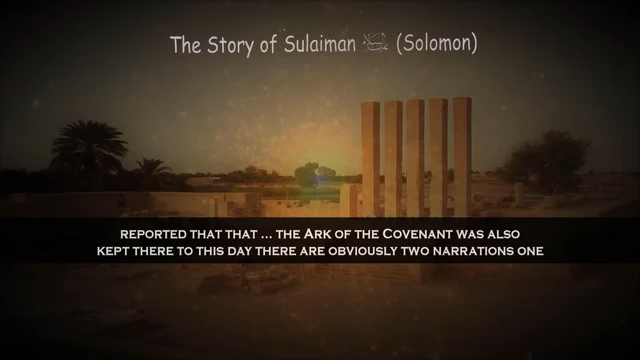 The Story of Sulaiman (Solomon)
REPORTED THAT THAT ... THE ARK OF THE COVENANT WAS ALSO
KEPT THERE TO THIS DAY THERE ARE OBVIOUSLY TWO NARRATIONS ONE